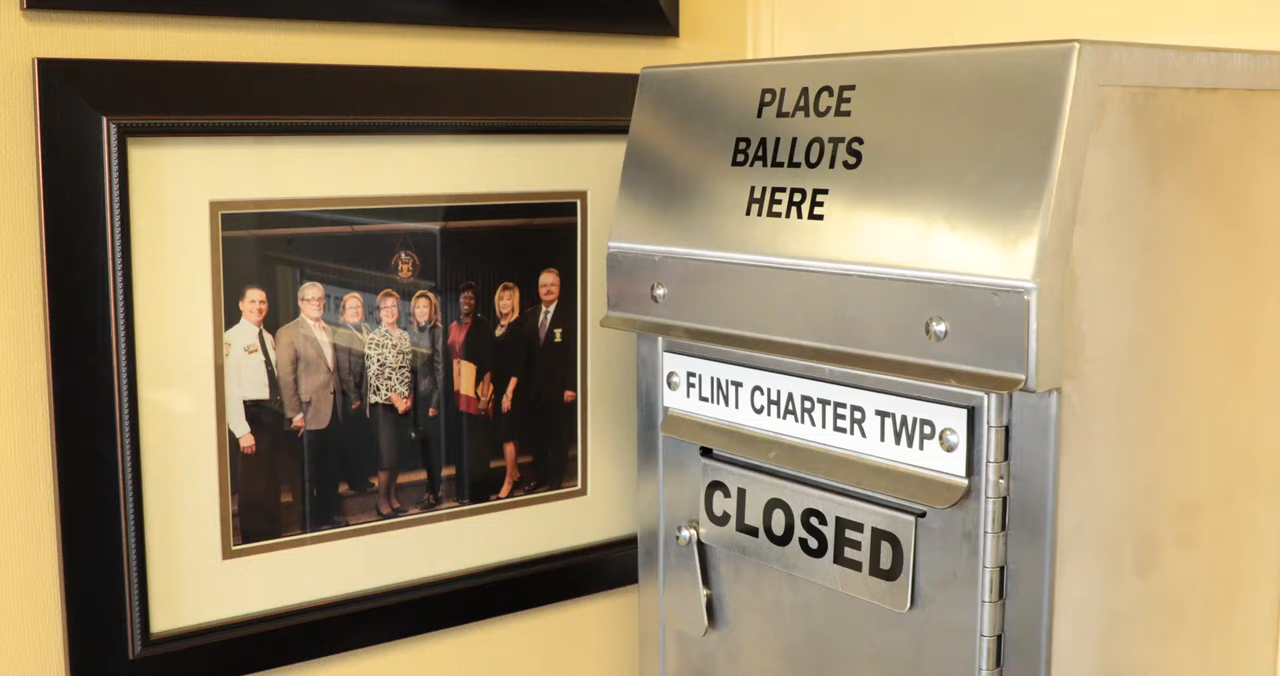 PLACE
BALLOTS
HERE
FLINT CHARTER TWP
CLOSED